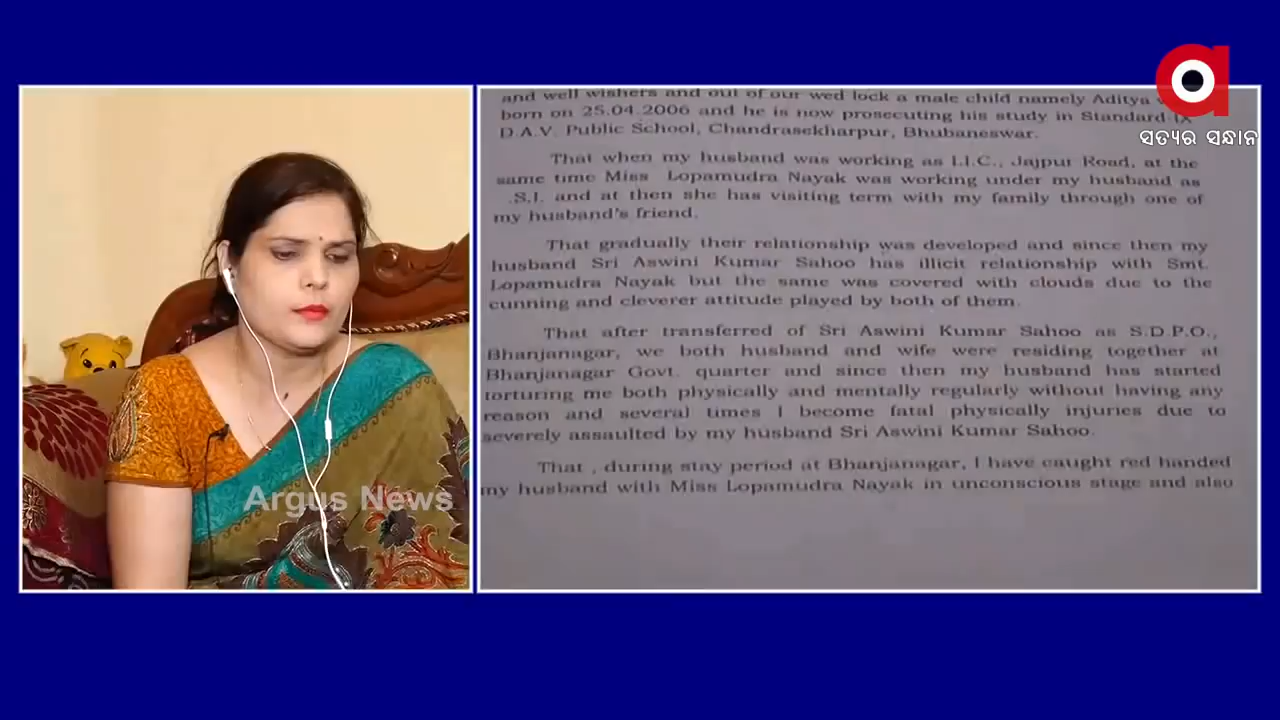 ସତ୍ୟର ସନ୍ଧାନ
and well wishers and out of our wed lock a male child namely Aditya
born on 25.04.2006 and he is now prosecuting his study in Standard IX
D.A.V. Public School, Chandrasekharpur, Bhubaneswar.
That when my husband was working as I.I.C., Jajpur Road, at the
same time Miss Lopamudra Nayak was working under my husband as
.S.I. and at then she has visiting term with my family through one of
my husband's friend.
That gradually their relationship was developed and since then my
husband Sri Aswini Kumar Sahoo has illicit relationship with Smt.
Lopamudra Nayak but the same was covered with clouds due to the
cunning and cleverer attitude played by both of them.
That after transferred of Sri Aswini Kumar Sahoo as S.D.P.O.,
Bhanjanagar, we both husband and wife were residing together at
Bhanjanagar Govt. quarter and since then my husband has started
torturing me both physically and mentally regularly without having any
reason and several times I become fatal physically injuries due to
severely assaulted by my husband Sri Aswini Kumar Sahoo.
That , during stay period at Bhanjanagar, I have caught red handed
my husband with Miss Lopamudra Nayak in unconscious stage and also
Argus News